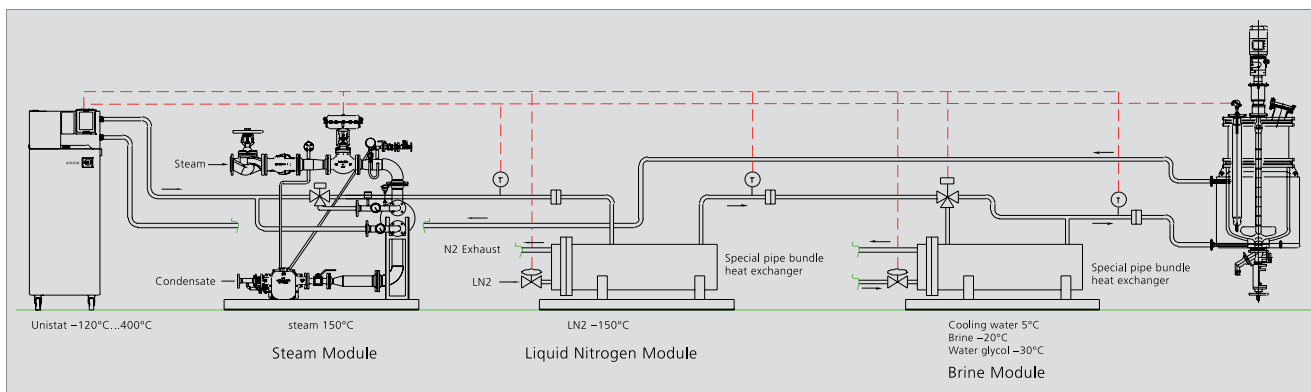 unistat
Steam
Condensate
T
N2 Exhaust
LN2
Special pipe bundle
heat exchanger
T
Special pipe bundle
heat exchanger
T
Unistat –120°C...400°C
steam 150°C
Steam Module
LN2 –150°C
Liquid Nitrogen Module
Cooling water 5°C
Brine –20°C
Water glycol –30°C
Brine Module